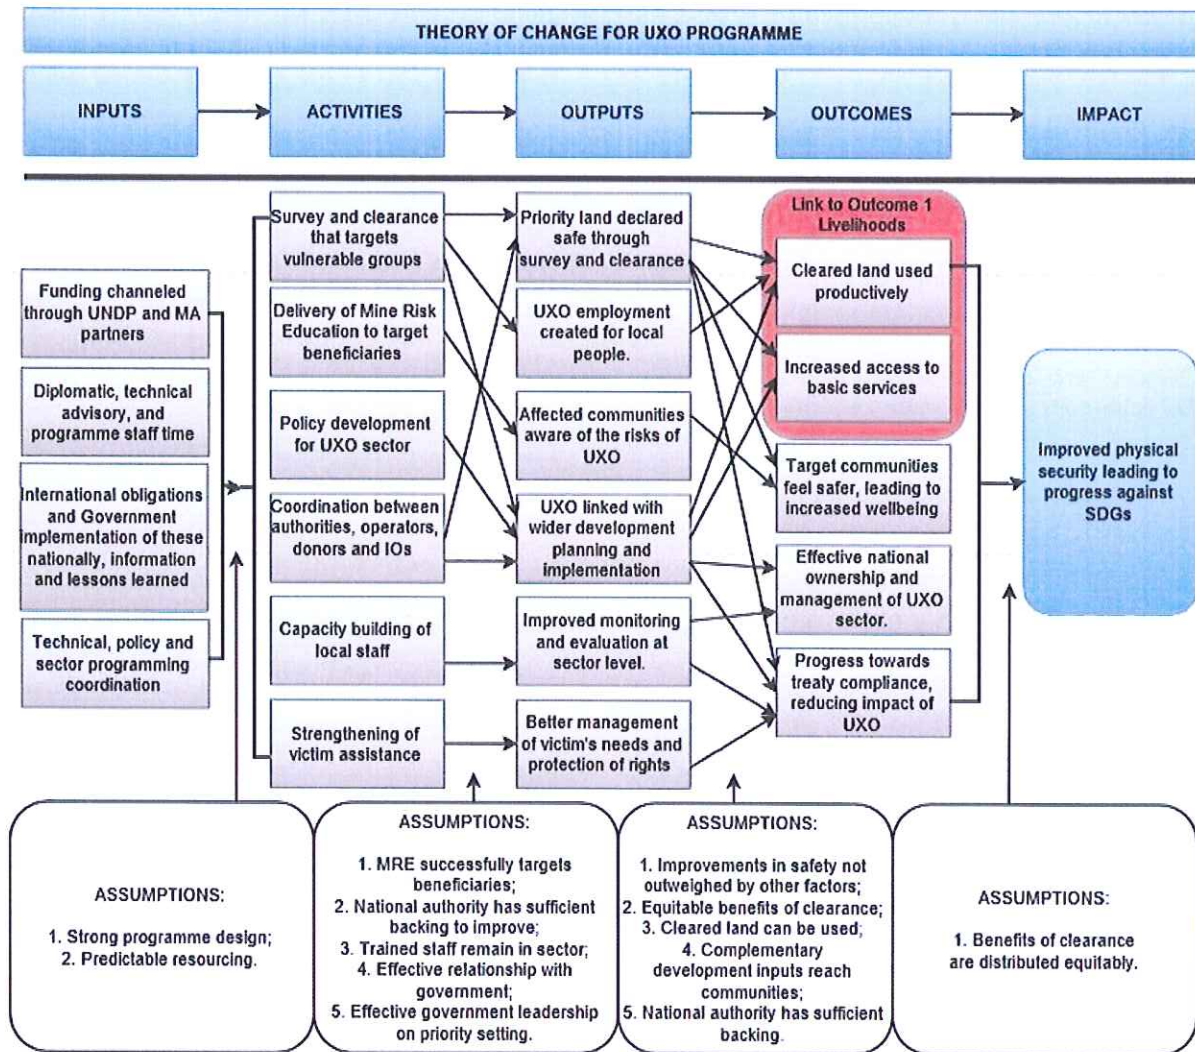 THEORY OF CHANGE FOR UXO PROGRAMME
INPUTS
ACTIVITIES
OUTPUTS
OUTCOMES
IMPACT
Funding channeled
through UNDP and MA
partners
Diplomatic, technical
advisory, and
programme staff time
International obligations
and Government
implementation of these
nationally, information
and lessons learned
Technical, policy and
sector programming
coordination
Survey and clearance
that targets
vulnerable groups
Delivery of Mine Risk
Education to target
beneficiaries
Policy development
for UXO sector
Coordination between
authorities, operators,
donors and IOs
Capacity building of
local staff
Strengthening of
victim assistance
Priority land declared
safe through
survey and clearance
UXO employment
created for local
people.
Affected communities
aware of the risks of
UXO
UXO linked with
wider development
planning and
implementation
Improved monitoring
and evaluation at
sector level.
Better management
of victim's needs and
protection of rights
Link to Outcome 1
Livelihoods
Cleared land used
productively
Increased access to
basic services
Target communities
feel safer, leading to
increased wellbeing
Effective national
ownership and
management of UXO
sector.
Progress towards
treaty compliance,
reducing impact of
UXO
Improved physical
security leading to
progress against
SDGs
ASSUMPTIONS:
1. Strong programme design;
2. Predictable resourcing.
ASSUMPTIONS:
1. MRE successfully targets
beneficiaries;
2. National authority has sufficient
backing to improve;
3. Trained staff remain in sector;
4. Effective relationship with
government;
5. Effective government leadership
on priority setting.
ASSUMPTIONS:
1. Improvements in safety not
outweighed by other factors;
2. Equitable benefits of clearance;
3. Cleared land can be used;
4. Complementary
development inputs reach
communities;
5. National authority has sufficient
backing.
ASSUMPTIONS:
1. Benefits of clearance
are distributed equitably.